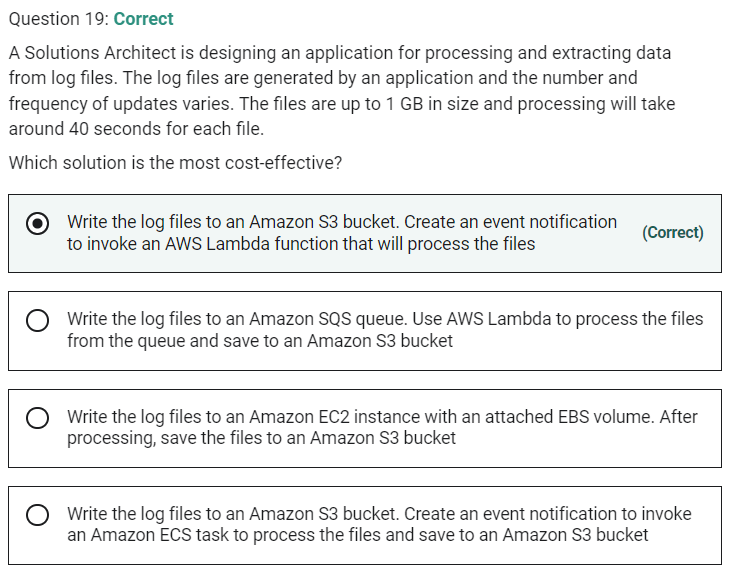 Question 19: Correct
A Solutions Architect is designing an application for processing and extracting data
from log files. The log files are generated by an application and the number and
frequency of updates varies. The files are up to 1 GB in size and processing will take
around 40 seconds for each file.
Which solution is the most cost-effective?
Write the log files to an Amazon S3 bucket. Create an event notification
to invoke an AWS Lambda function that will process the files
(Correct)
Write the log files to an Amazon SQS queue. Use AWS Lambda to process the files
from the queue and save to an Amazon S3 bucket
Write the log files to an Amazon EC2 instance with an attached EBS volume. After
processing, save the files to an Amazon S3 bucket
Write the log files to an Amazon S3 bucket. Create an event notification to invoke
an Amazon ECS task to process the files and save to an Amazon S3 bucket